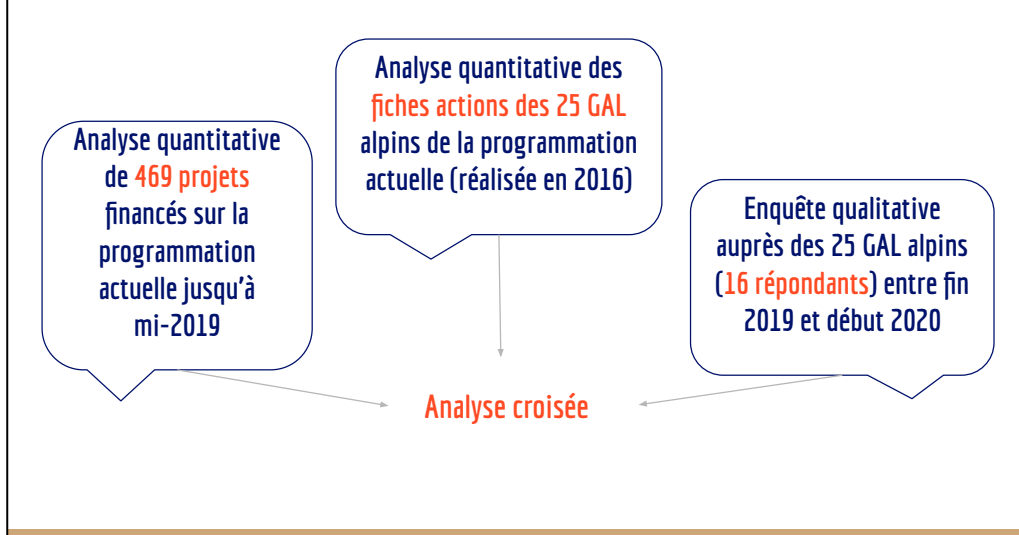 Analyse quantitative
de 469 projets
financés sur la
programmation
actuelle jusqu'à
mi-2019
Analyse quantitative des
fiches actions des 25 GAL
alpins de la programmation
actuelle (réalisée en 2016)
Enquête qualitative
auprès des 25 GAL alpins
(16 répondants) entre fin
2019 et début 2020
Analyse croisée